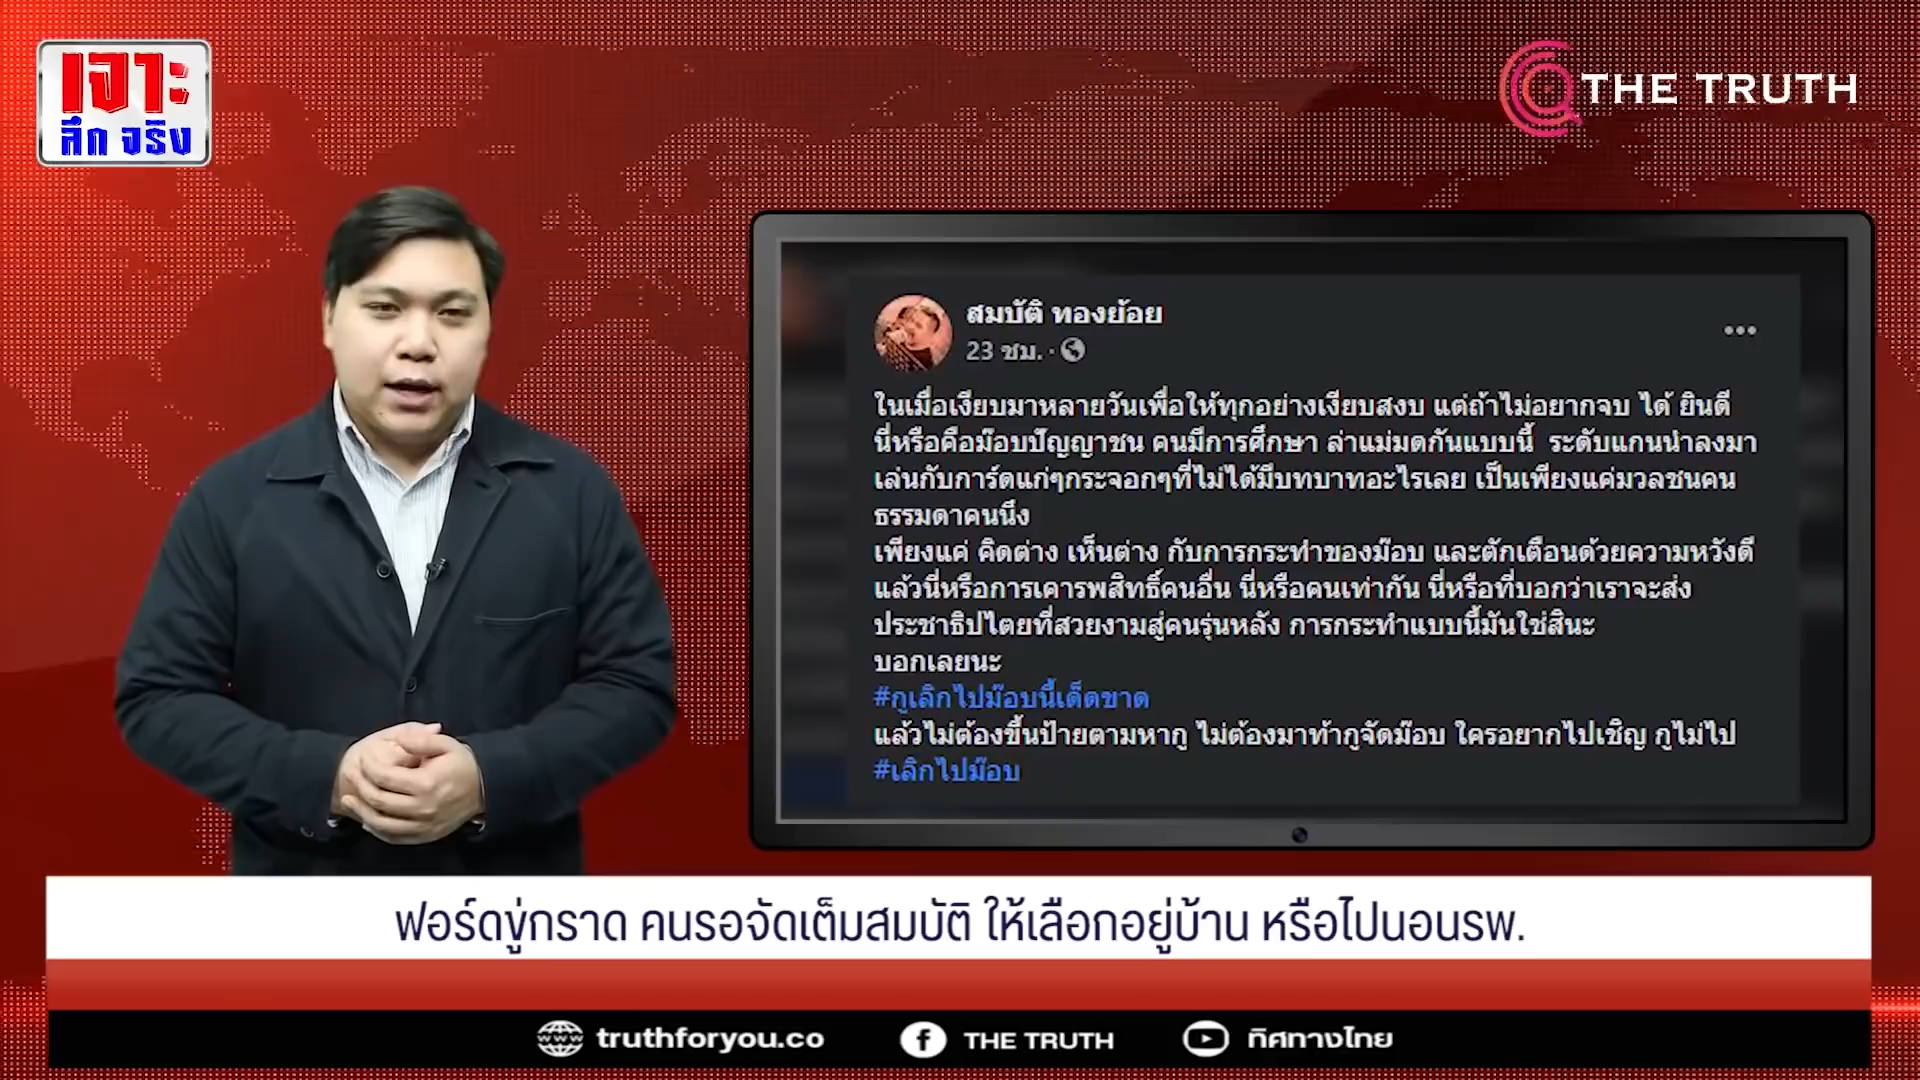 เจาะ
ลึก จริง
THE TRUTH
สมบัติ ทองย้อย
23 ชม.
ในเมื่อเงียบมาหลายวันเพื่อให้ทุกอย่างเงียบสงบ แต่ถ้าไม่อยากจบ ได้ ยินดี
นี่หรือคือม๊อบปัญญาชน คนมีการศึกษา ล่าแม่มดกันแบบนี้ ระดับแกนนำลงมา
เล่นกับการ์ดแก่ๆกระจอกๆที่ไม่ได้มีบทบาทอะไรเลย เป็นเพียงแค่มวลชนคน
ธรรมดาคนนึง
เพียงแค่ คิดต่าง เห็นต่าง กับการกระทำของม๊อบ และตักเตือนด้วยความหวังดี
แล้วนี่หรือการเคารพสิทธิ์คนอื่น นี่หรือคนเท่ากัน นี่หรือที่บอกว่าเราจะส่ง
ประชาธิปไตยที่สวยงามสู่คนรุ่นหลัง การกระทำแบบนี้มันใช่สินะ
บอกเลยนะ
#กูเลิกไปม๊อบนี้เด็ดขาด
แล้วไม่ต้องขึ้นป้ายตามหากู ไม่ต้องมาท้ากูจัดม๊อบ ใครอยากไปเชิญ กูไม่ไป
#เลิกไปม๊อบ
ฟอร์ดขู่กราด คนรอจัดเต็มสมบัติ ให้เลือกอยู่บ้าน หรือไปนอนรพ.
www truthforyou.co
THE TRUTH
ทิศทางไทย